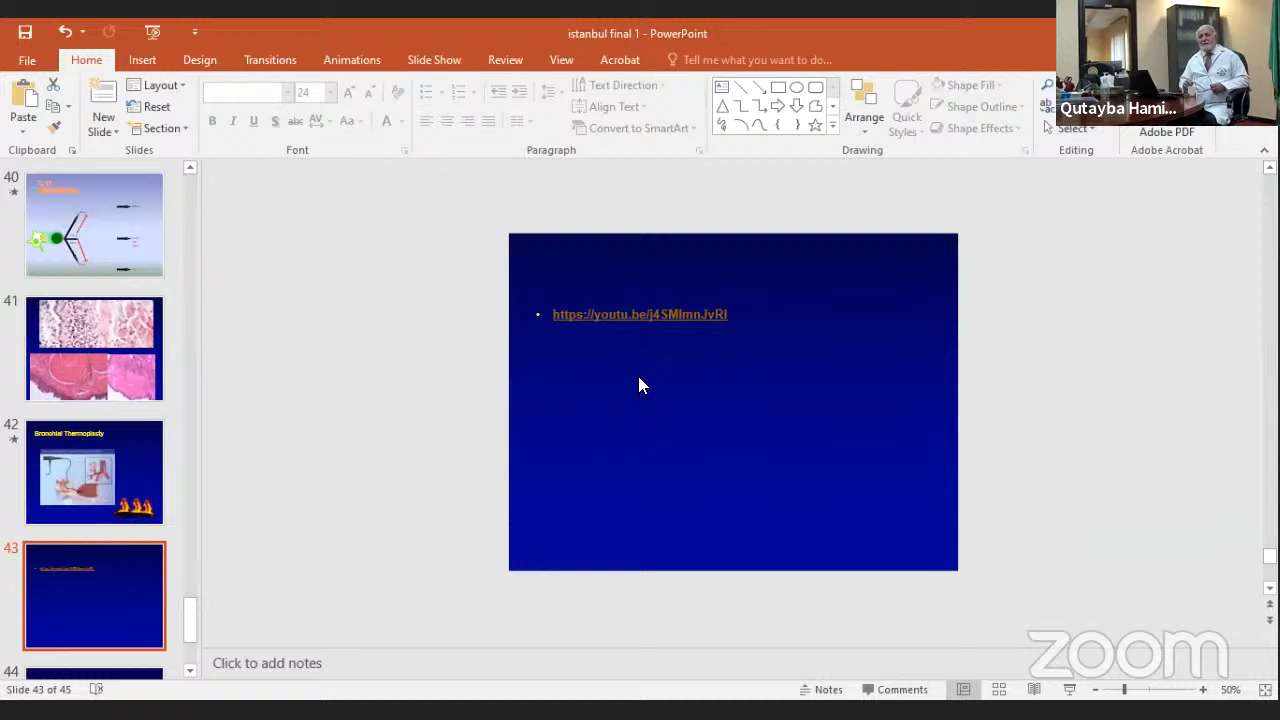 istanbul final 1 - PowerPoint
File Home Insert Design Transitions Animations Slide Show Review View Acrobat Tell me what you want to do...
Paste
Clipboard
New Slide
Layout
Reset
Section
Slides
24
B I U S abc AV Aa A
Font
Text Direction
Align Text
Convert to SmartArt
Paragraph
Arrange
Quick Styles
Shape Fill
Shape Outline
Shape Effects
Drawing
Select
Editing
Adobe PDF
Adobe Acrobat
Qutayba Hami...
40
41
42
Bronchial Thermoplasty
43
44
• https://youtu.be/j4SMlmnJvRI
Click to add notes
zoom
Slide 43 of 45
Notes
Comments
50%